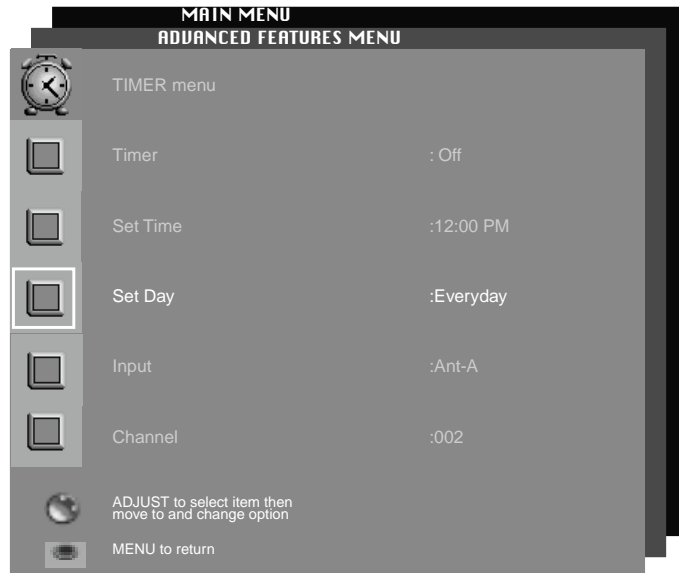 MAIN MENU
ADVANCED FEATURES MENU
TIMER menu
Timer : Off
Set Time :12:00 PM
Set Day :Everyday
Input :Ant-A
Channel :002
ADJUST to select item then
move to and change option
MENU to return